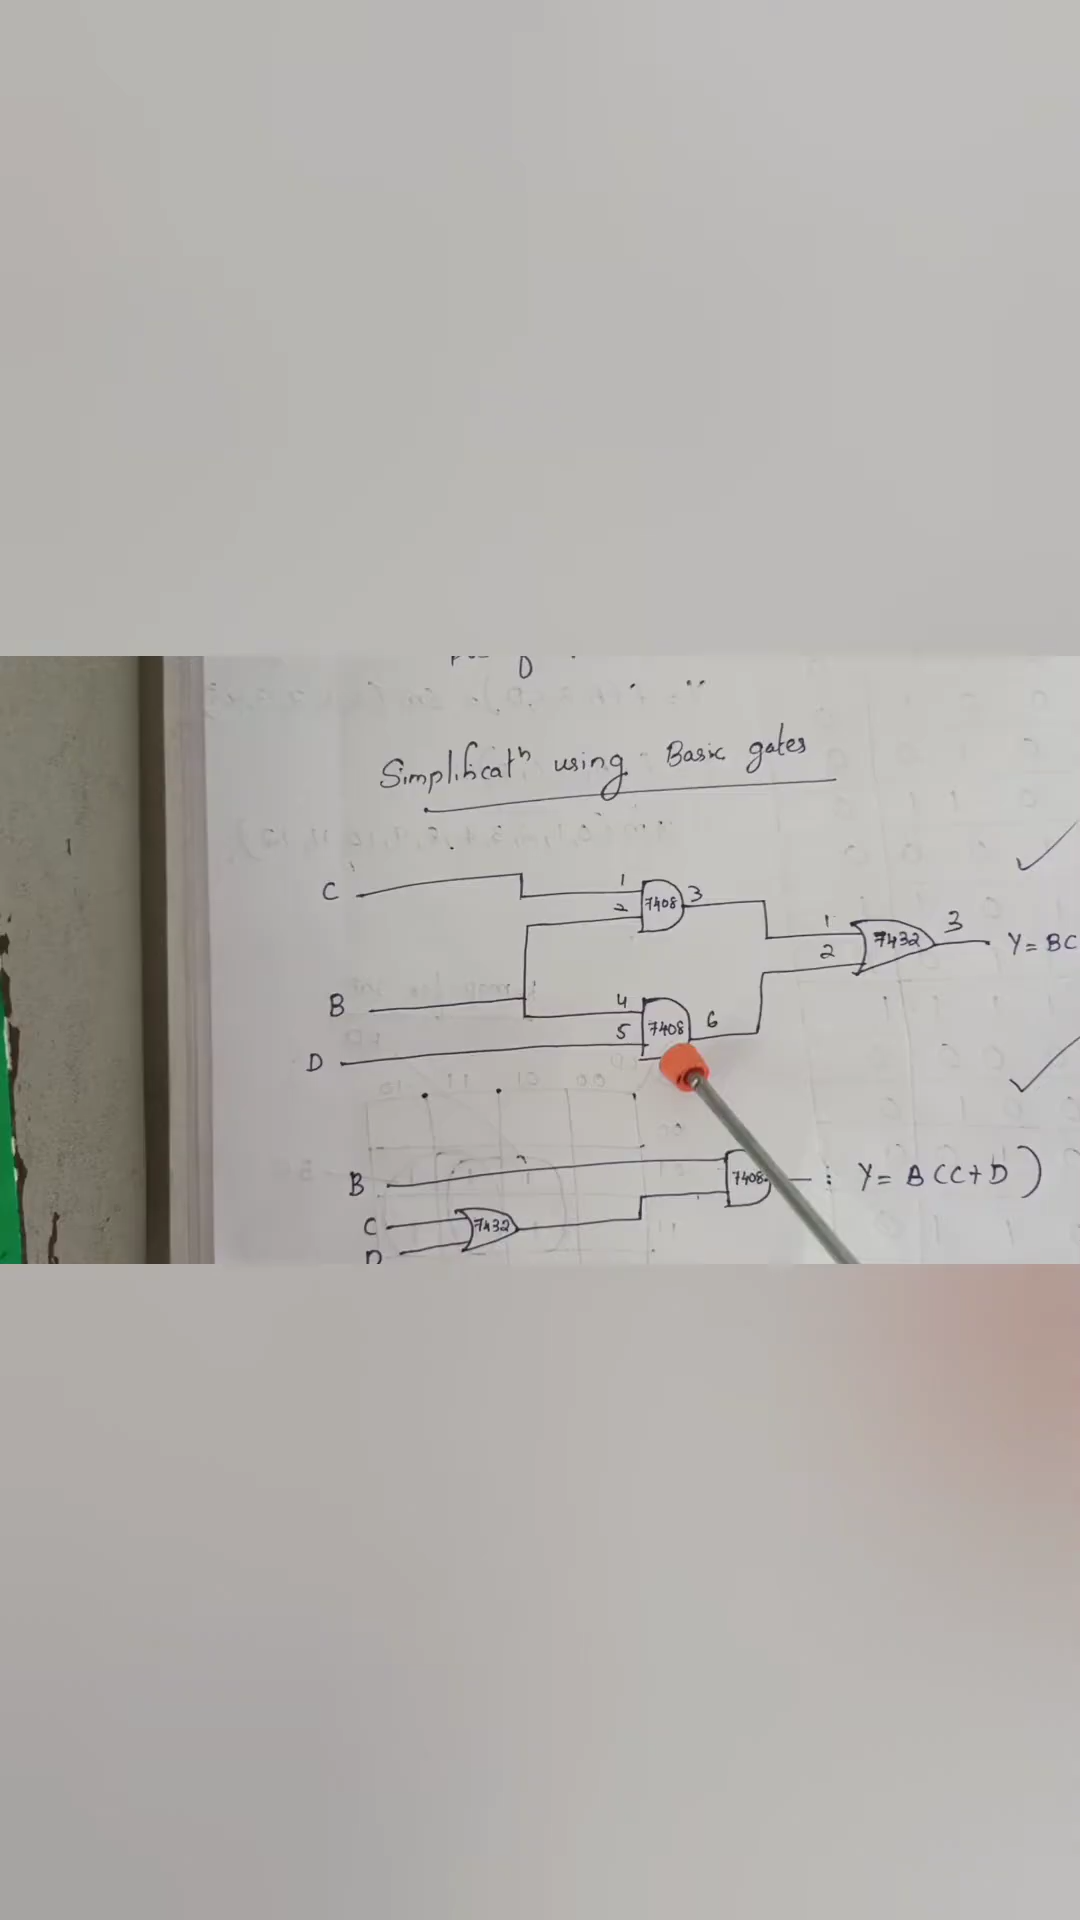 Simplificatn using Basic gates
C
1
2
7408
3
1
2
7432
3
Y = BC
B
4
5
7408
6
D
B
7408
Y = B (C+D)
C
7432
D